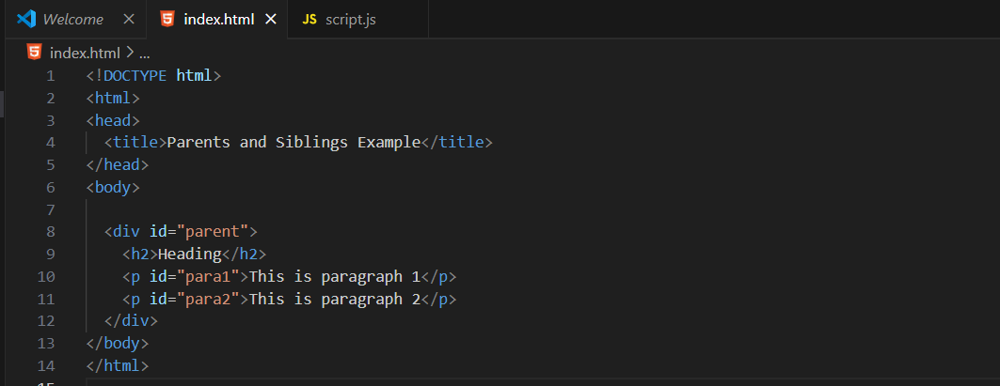 Welcome index.html JS script.js
index.html > ...
1 <!DOCTYPE html>
2 <html>
3 <head>
4 <title>Parents and Siblings Example</title>
5 </head>
6 <body>
7
8 <div id="parent">
9 <h2>Heading</h2>
10 <p id="para1">This is paragraph 1</p>
11 <p id="para2">This is paragraph 2</p>
12 </div>
13 </body>
14 </html>
15